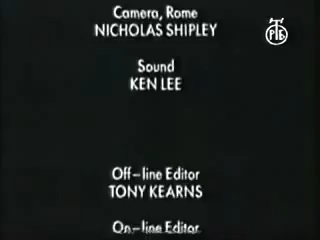 Camera, Rome
NICHOLAS SHIPLEY
Sound
KEN LEE
Off-line Editor
TONY KEARNS
On-line Editor